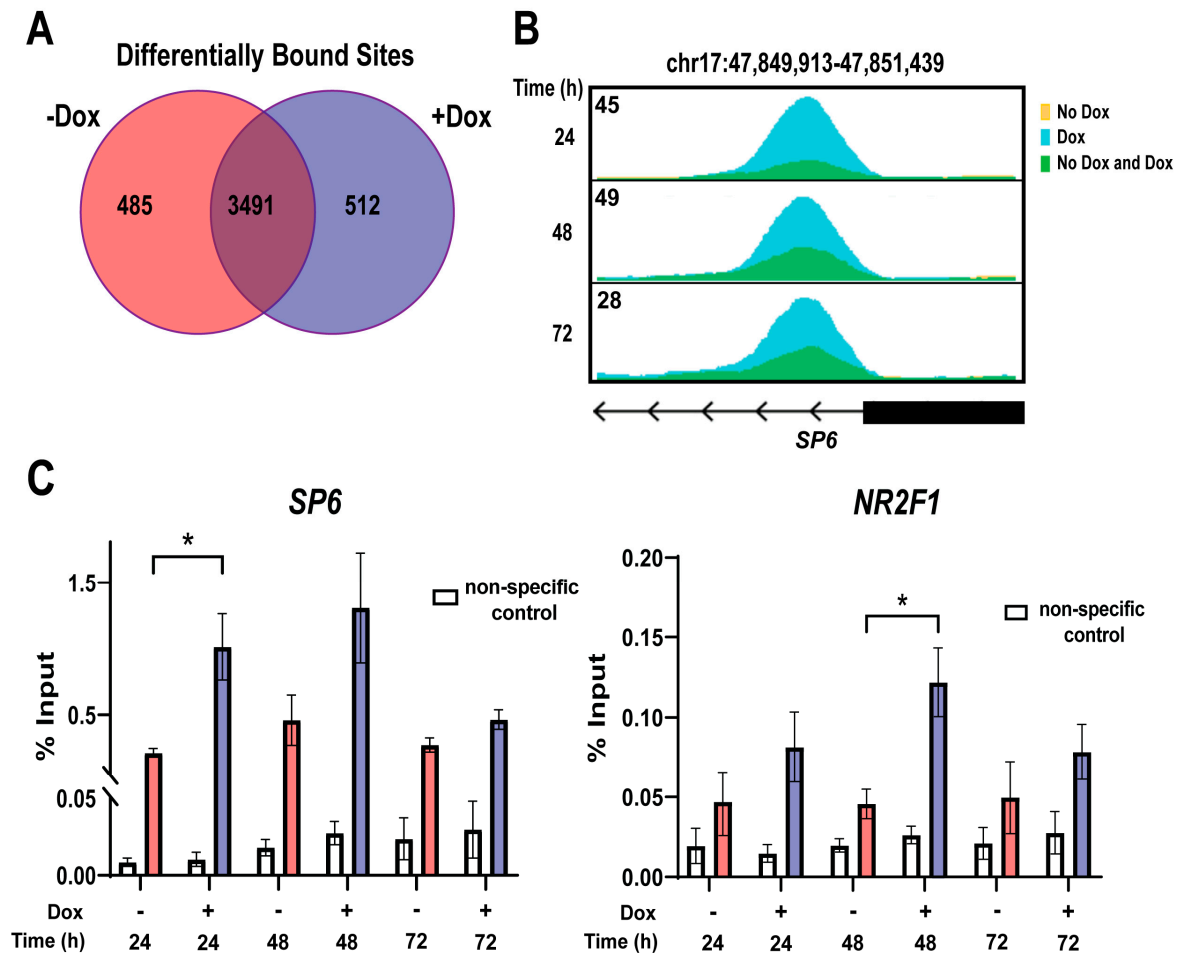 A
Differentially Bound Sites
-Dox
+Dox
485
3491
512
B
chr17:47,849,913-47,851,439
Time (h)
45
24
49
48
28
72
No Dox
Dox
No Dox and Dox
SP6
C
SP6
*
non-specific
control
% Input
1.5
0.5
0.05
0.00
Dox
- + - + - +
Time (h)
24 24 48 48 72 72
NR2F1
*
non-specific
control
% Input
0.20
0.15
0.10
0.05
0.00
Dox
- + - + - +
Time (h)
24 24 48 48 72 72